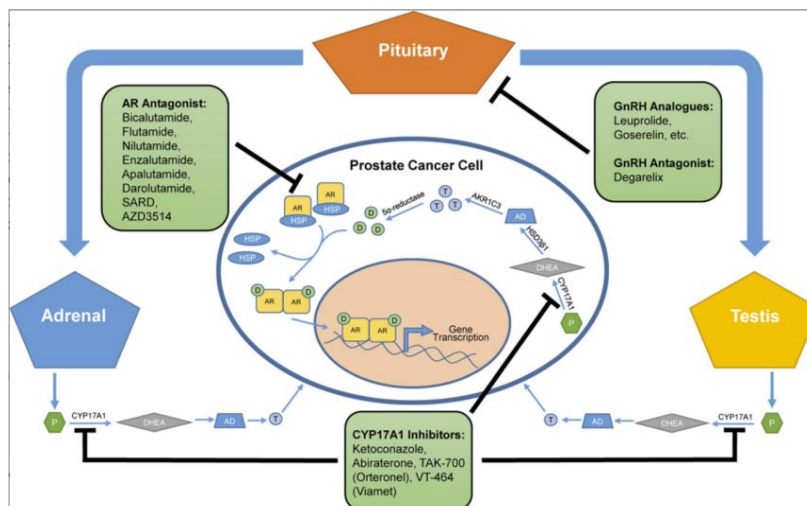 Pituitary
AR Antagonist:
Bicalutamide,
Flutamide,
Nilutamide,
Enzalutamide,
Apalutamide,
Darolutamide,
SARD,
AZD3514
GnRH Analogues:
Leuprolide,
Goserelin, etc.
GnRH Antagonist:
Degarelix
Prostate Cancer Cell
AR
AR
HSP
HSP
HSP
HSP
D
D
D
5α-reductase
T
T
T
AKR1C3
AD
HSD3β1
DHEA
CYP17A1
P
D
D
AR
AR
D
D
AR
AR
Gene
Transcription
Adrenal
Testis
P
CYP17A1
DHEA
AD
T
T
AD
DHEA
CYP17A1
P
CYP17A1 Inhibitors:
Ketoconazole,
Abiraterone, TAK-700
(Orteronel), VT-464
(Viamet)